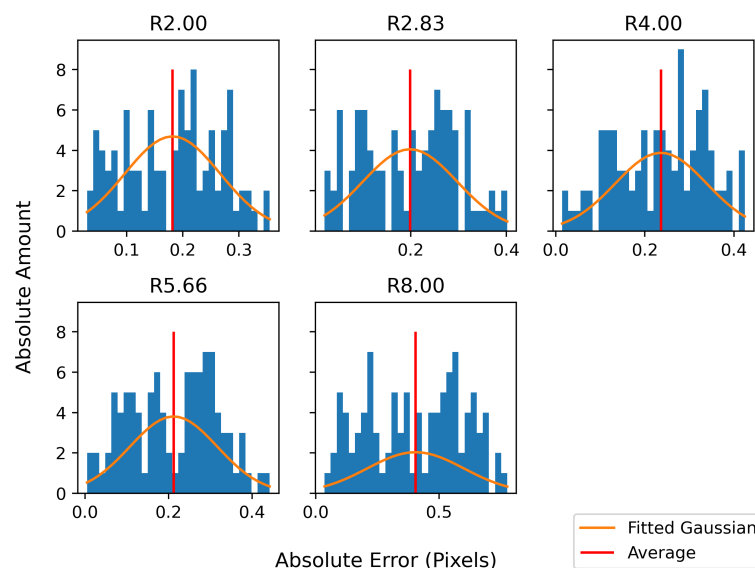 R2.00
R2.83
R4.00
8
6
4
2
0
0.1 0.2 0.3
0.2 0.4
0.0 0.2 0.4
Absolute Amount
R5.66
R8.00
8
6
4
2
0
0.0 0.2 0.4
0.0 0.5
Absolute Error (Pixels)
Fitted Gaussian
Average